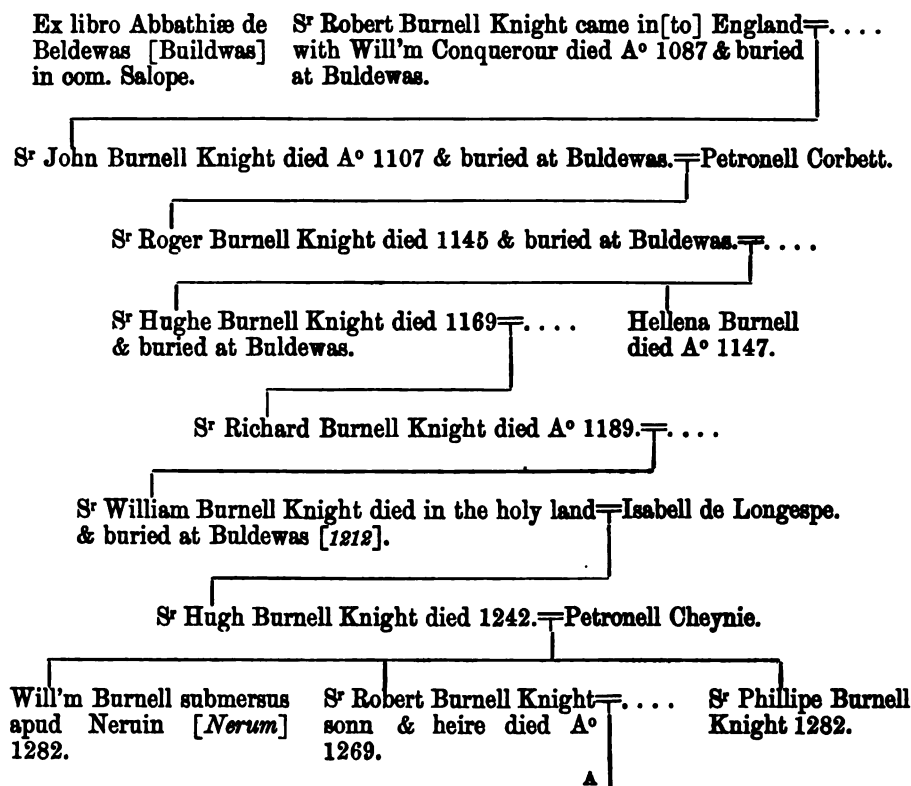 Ex libro Abbathiæ de
Beldewas [Buildwas]
in com. Salope.
Sʳ Robert Burnell Knight came in[to] England=. . . .
with Will'm Conquerour died Aº 1087 & buried
at Buldewas.
Sʳ John Burnell Knight died Aº 1107 & buried at Buldewas.=Petronell Corbett.
Sʳ Roger Burnell Knight died 1145 & buried at Buldewas.=. . . .
Sʳ Hughe Burnell Knight died 1169=. . . .
& buried at Buldewas.
Hellena Burnell
died Aº 1147.
Sʳ Richard Burnell Knight died Aº 1189.=. . . .
Sʳ William Burnell Knight died in the holy land=Isabell de Longespe.
& buried at Buldewas [1212].
Sʳ Hugh Burnell Knight died 1242.=Petronell Cheynie.
Will'm Burnell submersus
apud Neruin [Nerum]
1282.
Sʳ Robert Burnell Knight=. . . .
sonn & heire died Aº
1269.
Sʳ Phillipe Burnell
Knight 1282.
A